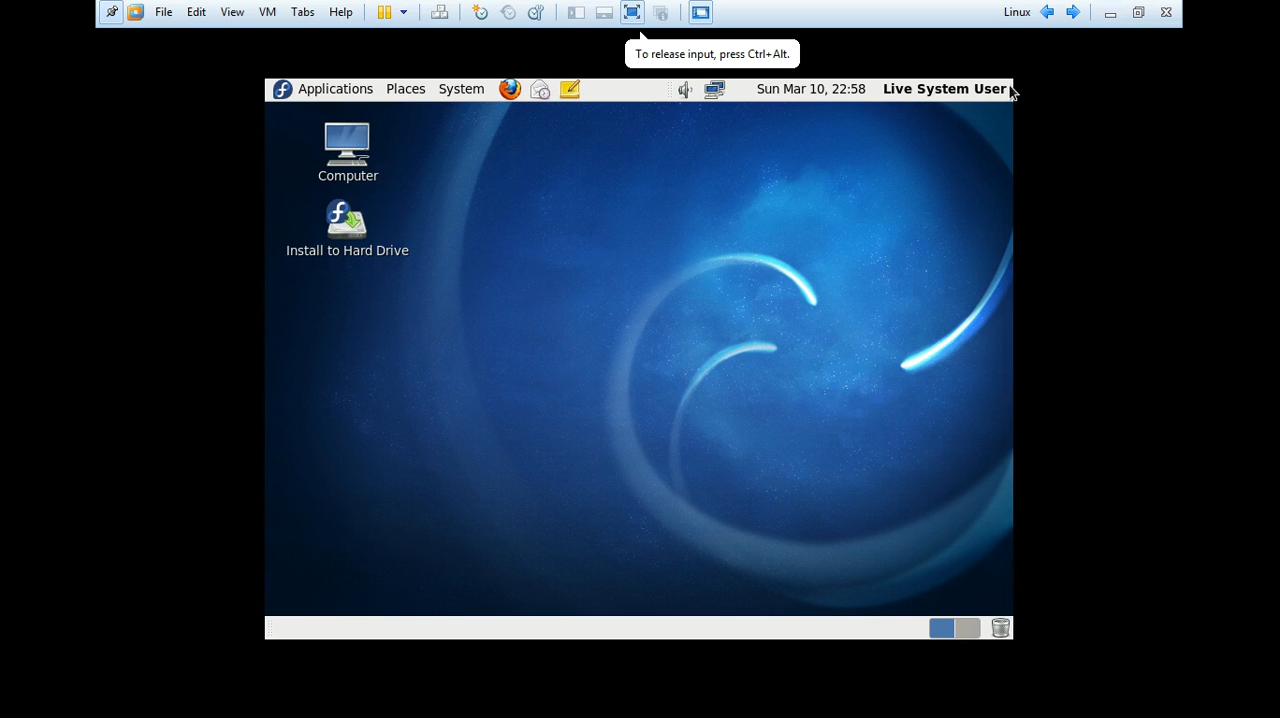 File Edit View VM Tabs Help Linux
To release input, press Ctrl+Alt.
Applications Places System Sun Mar 10, 22:58 Live System User
Computer
Install to Hard Drive